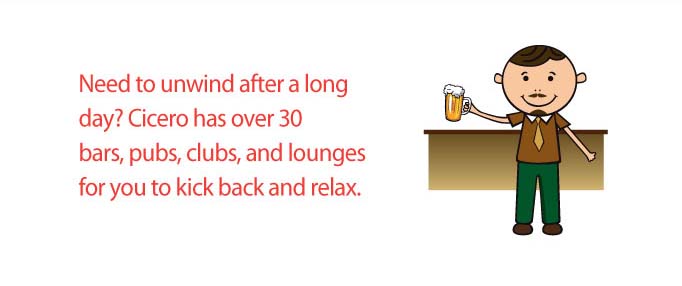 Need to unwind after a long
day? Cicero has over 30
bars, pubs, clubs, and lounges
for you to kick back and relax.